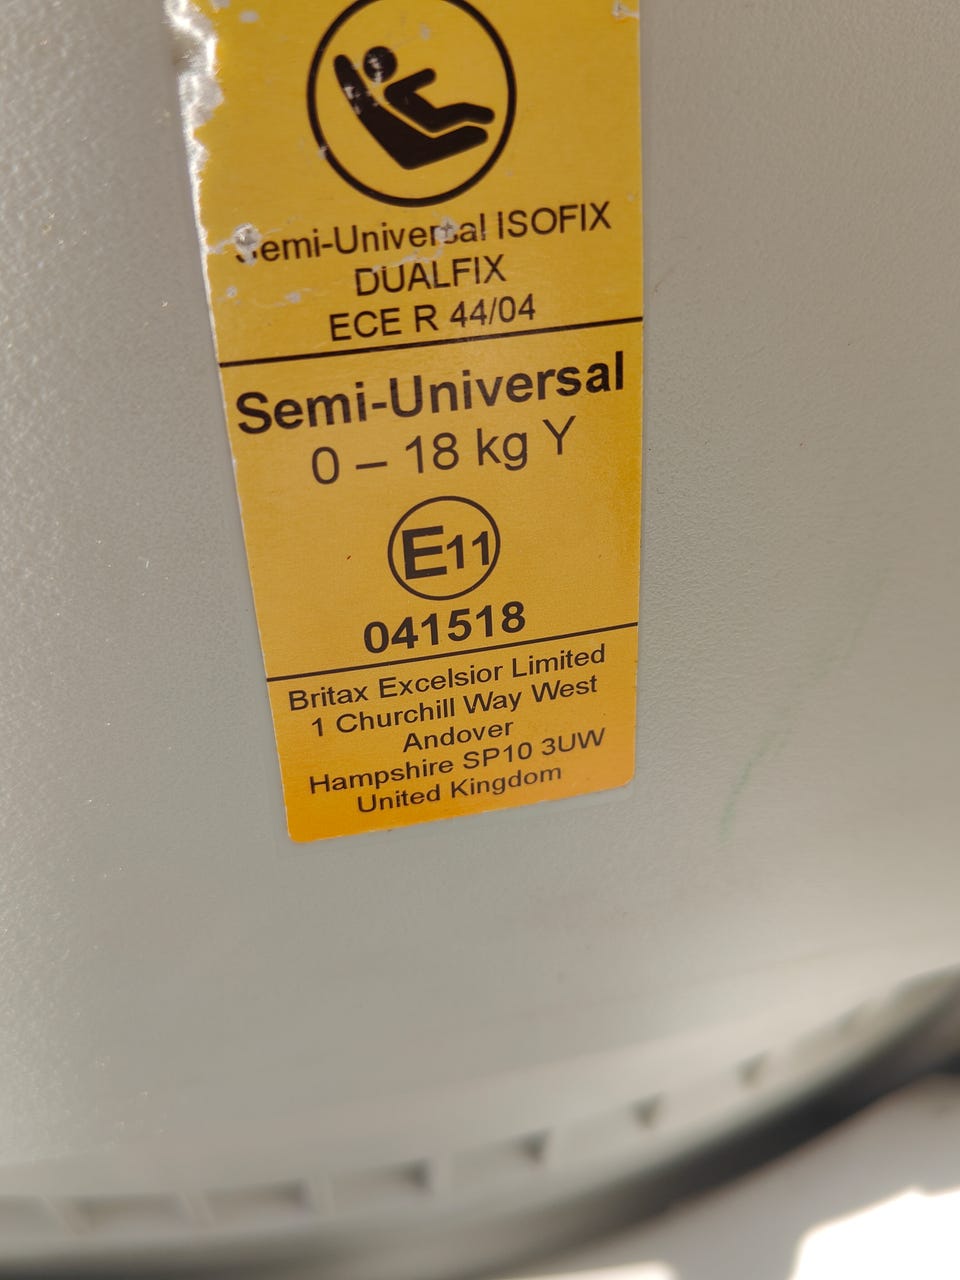 Semi-Universal ISOFIX
DUALFIX
ECE R 44/04
Semi-Universal
0 – 18 kg Y
E11
041518
Britax Excelsior Limited
1 Churchill Way West
Andover
Hampshire SP10 3UW
United Kingdom